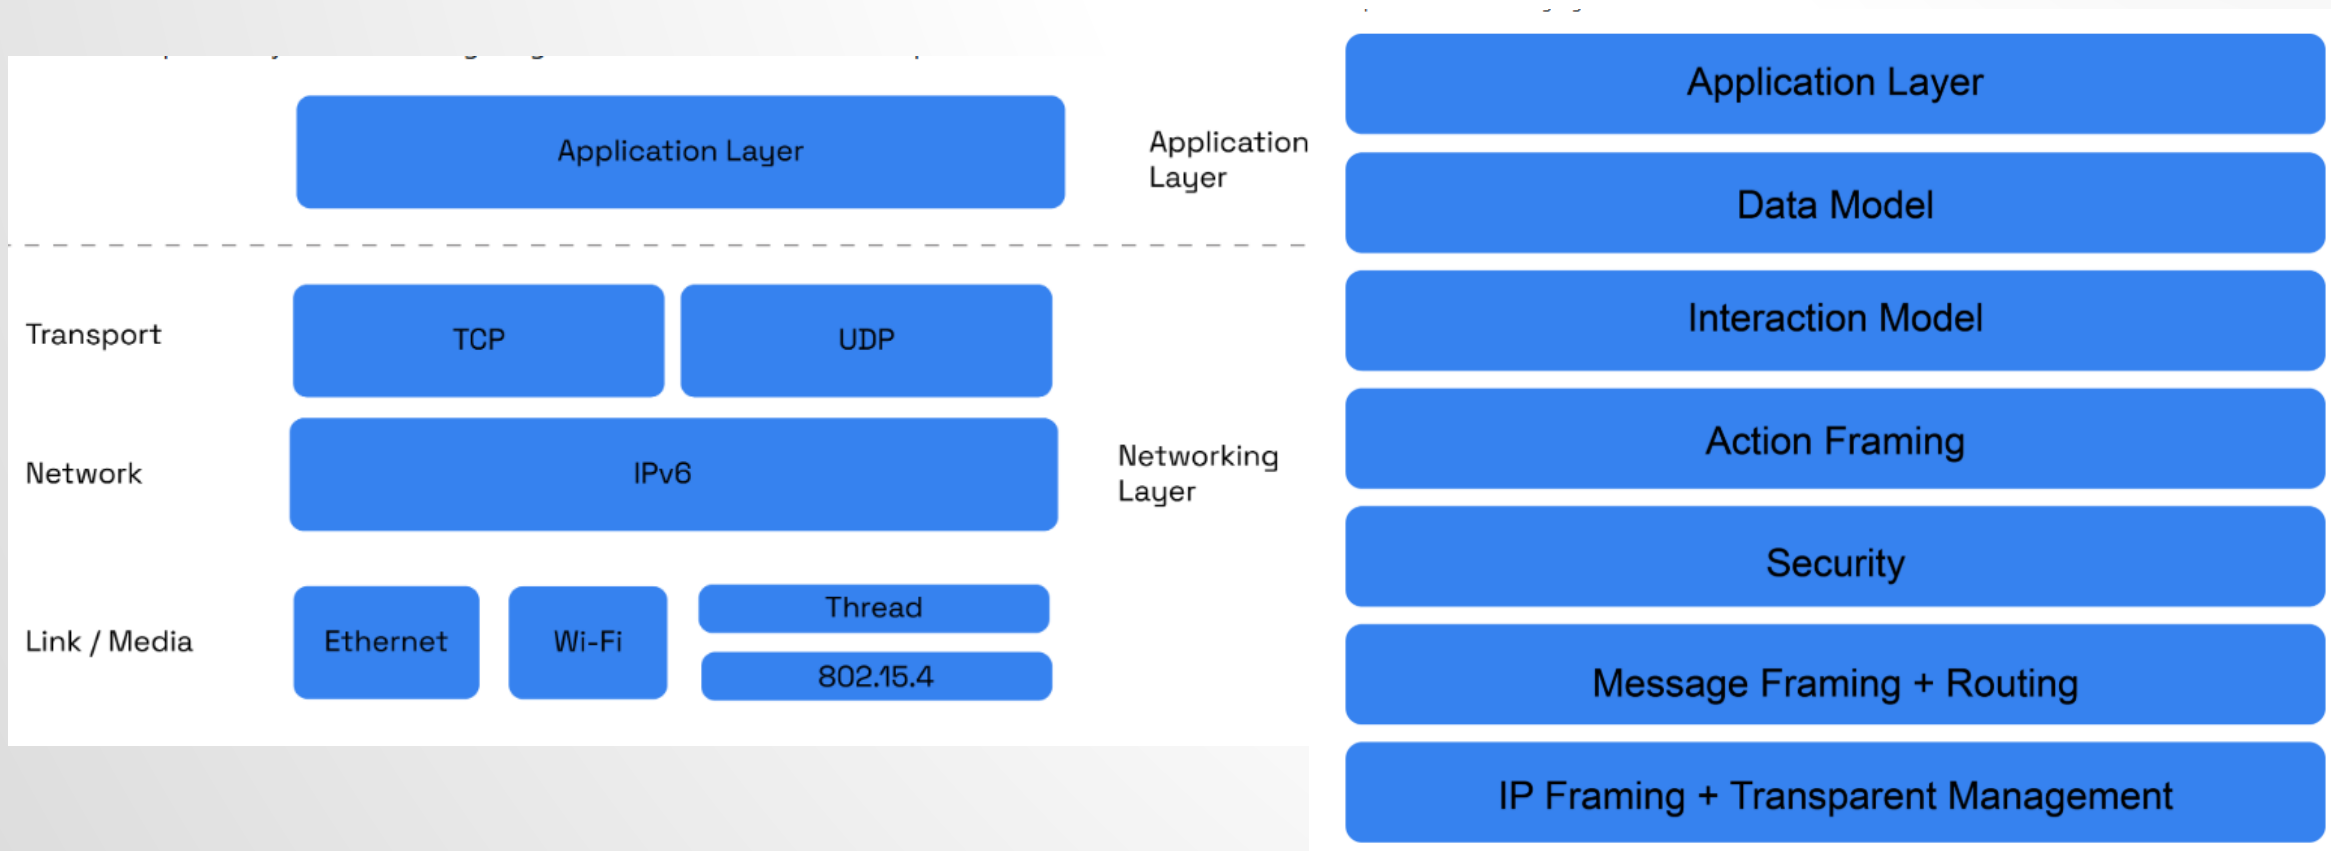 Application Layer
Application
Layer
Transport
TCP
UDP
Network
IPv6
Networking
Layer
Link / Media
Ethernet
Wi-Fi
Thread
802.15.4
Application Layer
Data Model
Interaction Model
Action Framing
Security
Message Framing + Routing
IP Framing + Transparent Management